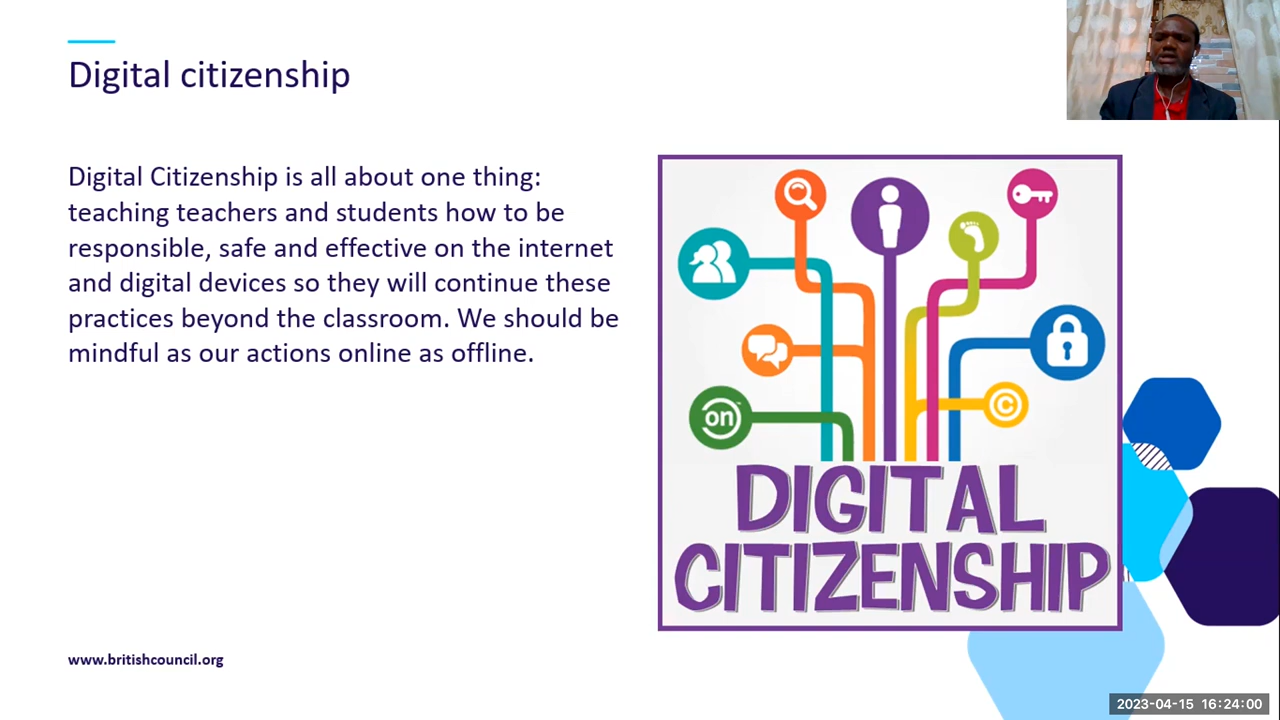 Digital citizenship
Digital Citizenship is all about one thing:
teaching teachers and students how to be
responsible, safe and effective on the internet
and digital devices so they will continue these
practices beyond the classroom. We should be
mindful as our actions online as offline.
on
©
DIGITAL
CITIZENSHIP
www.britishcouncil.org
2023-04-15 16:24:00